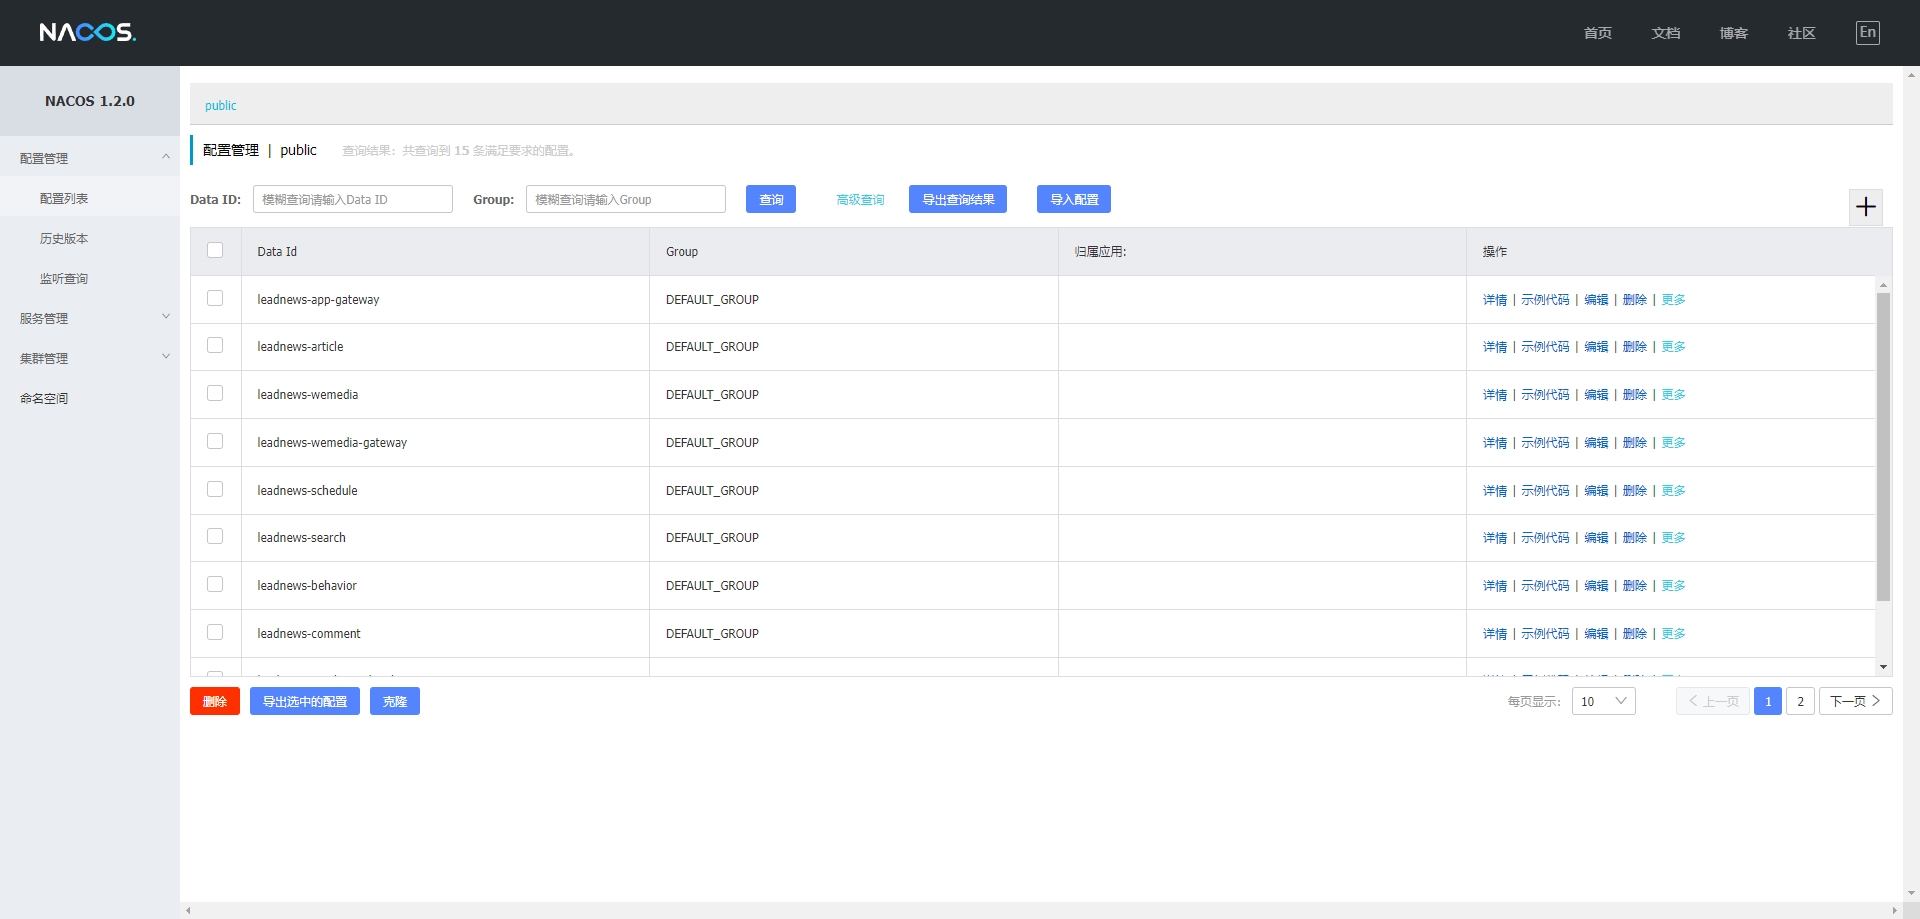 NACOS.
首页 文档 博客 社区 En
NACOS 1.2.0
配置管理
配置列表
历史版本
监听查询
服务管理
集群管理
命名空间
public
配置管理 | public 查询结果：共查询到 15 条满足要求的配置。
Data ID: 模糊查询请输入Data ID Group: 模糊查询请输入Group 查询 高级查询 导出查询结果 导入配置
Data Id Group 归属应用: 操作
leadnews-app-gateway DEFAULT_GROUP 详情 | 示例代码 | 编辑 | 删除 | 更多
leadnews-article DEFAULT_GROUP 详情 | 示例代码 | 编辑 | 删除 | 更多
leadnews-wemedia DEFAULT_GROUP 详情 | 示例代码 | 编辑 | 删除 | 更多
leadnews-wemedia-gateway DEFAULT_GROUP 详情 | 示例代码 | 编辑 | 删除 | 更多
leadnews-schedule DEFAULT_GROUP 详情 | 示例代码 | 编辑 | 删除 | 更多
leadnews-search DEFAULT_GROUP 详情 | 示例代码 | 编辑 | 删除 | 更多
leadnews-behavior DEFAULT_GROUP 详情 | 示例代码 | 编辑 | 删除 | 更多
leadnews-comment DEFAULT_GROUP 详情 | 示例代码 | 编辑 | 删除 | 更多
删除 导出选中的配置 克隆 每页显示: 10 上一页 1 2 下一页